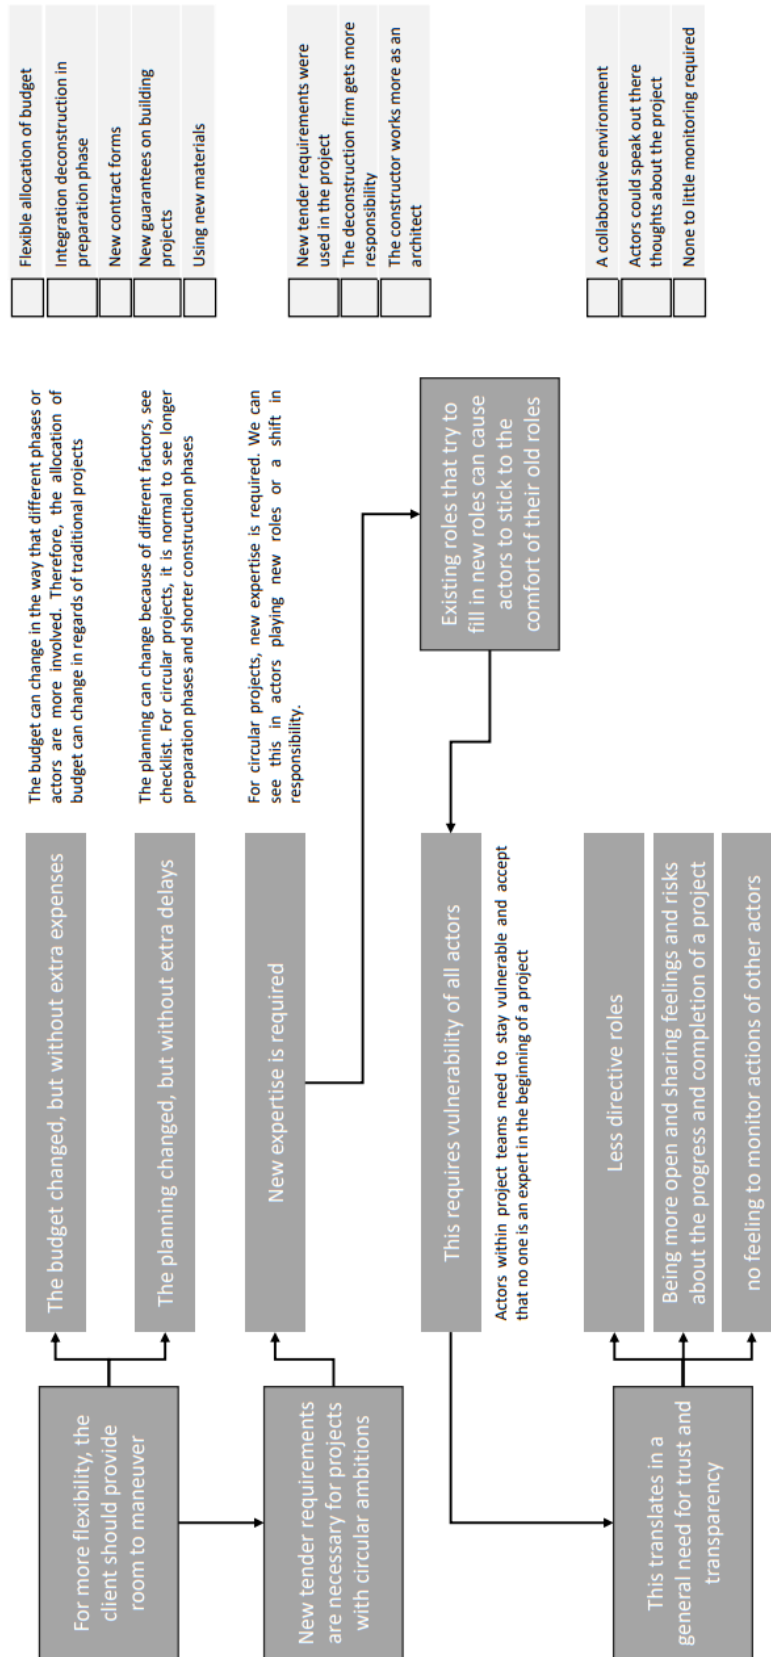 For more flexibility, the
client should provide
room to maneuver
The budget changed, but without extra expenses
The budget can change in the way that different phases or
actors are more involved. Therefore, the allocation of
budget can change in regards of traditional projects
The planning changed, but without extra delays
The planning can change because of different factors, see
checklist. For circular projects, it is normal to see longer
preparation phases and shorter construction phases
Flexible allocation of budget
Integration deconstruction in
preparation phase
New contract forms
New guarantees on building
projects
Using new materials
New tender requirements
are necessary for projects
with circular ambitions
New expertise is required
For circular projects, new expertise is required. We can
see this in actors playing new roles or a shift in
responsibility.
New tender requirements were
used in the project
The deconstruction firm gets more
responsibility
The constructor works more as an
architect
Existing roles that try to
fill in new roles can cause
actors to stick to the
comfort of their old roles
This requires vulnerability of all actors
Actors within project teams need to stay vulnerable and accept
that no one is an expert in the beginning of a project
This translates in a
general need for trust and
transparency
Less directive roles
Being more open and sharing feelings and risks
about the progress and completion of a project
no feeling to monitor actions of other actors
A collaborative environment
Actors could speak out there
thoughts about the project
None to little monitoring required